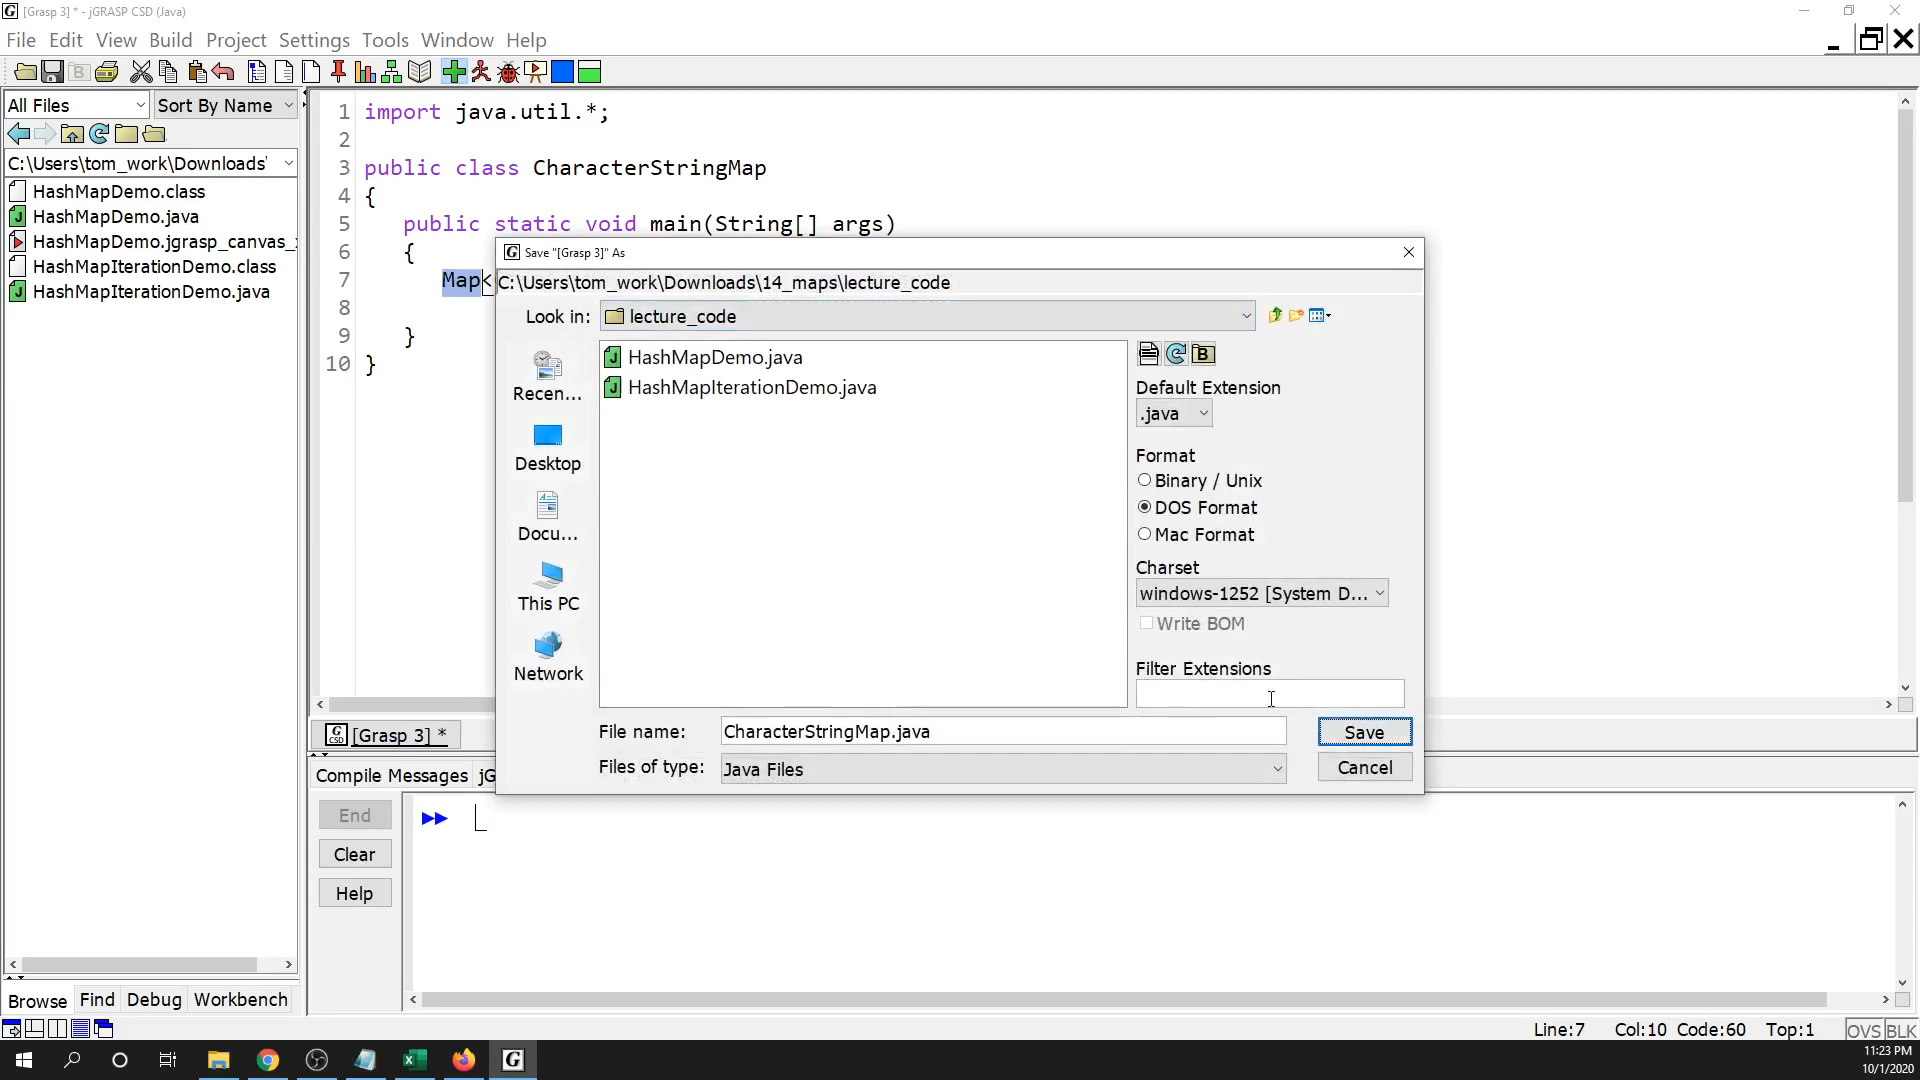 [Grasp 3] * - jGRASP CSD (Java)
File Edit View Build Project Settings Tools Window Help
All Files Sort By Name
C:\Users\tom_work\Downloads'
HashMapDemo.class
HashMapDemo.java
HashMapDemo.jgrasp_canvas_
HashMapIterationDemo.class
HashMapIterationDemo.java
Browse Find Debug Workbench
1 import java.util.*;
2
3 public class CharacterStringMap
4 {
5 public static void main(String[] args)
6 {
7 Map<
8
9 }
10 }
Save "[Grasp 3]" As
C:\Users\tom_work\Downloads\14_maps\lecture_code
Look in: lecture_code
Recen...
Desktop
Docu...
This PC
Network
HashMapDemo.java
HashMapIterationDemo.java
B
Default Extension
.java
Format
Binary / Unix
DOS Format
Mac Format
Charset
windows-1252 [System D...
Write BOM
Filter Extensions
File name: CharacterStringMap.java
Save
Files of type: Java Files
Cancel
[Grasp 3] *
Compile Messages jG
End
Clear
Help
Line:7 Col:10 Code:60 Top:1 OVS BLK
11:23 PM
10/1/2020